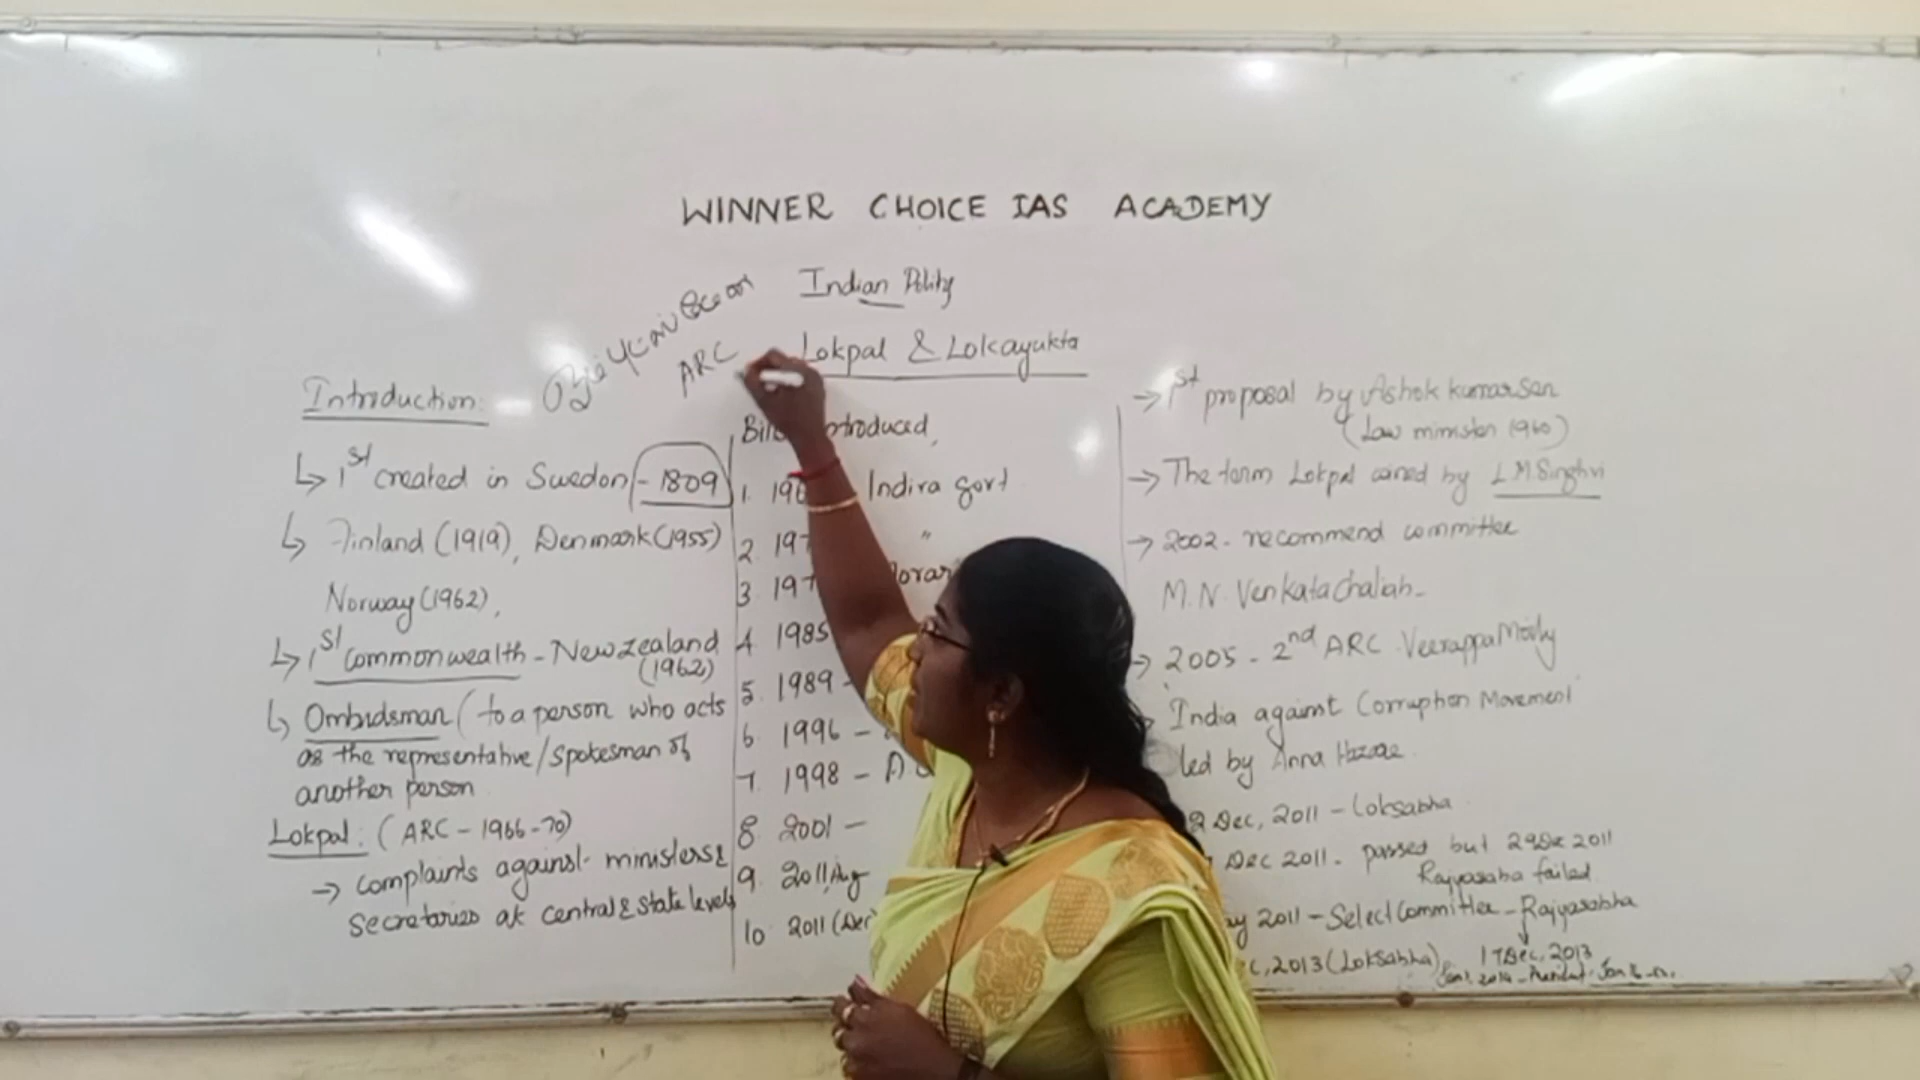 WINNER CHOICE IAS ACADEMY
Indian Polity
Lokpal & Lokayukta
ARC
Introduction:
↳ 1st created in Swedon - 1809
↳ Finland (1919), Denmark (1955)
Norway (1962),
↳ 1st commonwealth - Newzealand
(1962)
↳ Ombudsman (to a person who acts
as the representative/spokesman of
another person
Lokpal: (ARC - 1966-70)
→ complaints against ministers &
secretaries at central & state levels
introduced,
1. Indira govt
2. "
3.
4. 1985
5. 1989 -
6. 1996 -
7. 1998 -
8. 2001 -
9. 2011, Aug
10 2011 (Dec)
→ 1st proposal by Ashok kumar Sen
(Law minister 1960)
→ The term Lokpal coined by L.M. Singhvi
→ 2002 - recommend committee
M. N. Venkatachaliah -
→ 2005 - 2nd ARC - Veerappa Moily
India against Corruption Movement
led by Anna Hazare
Dec, 2011 - Loksabha
Dec 2011 - passed but 29 Dec 2011
failed
2011 - Select Committee - Rajyasabha
2013 (Loksabha) 17 Dec, 2013